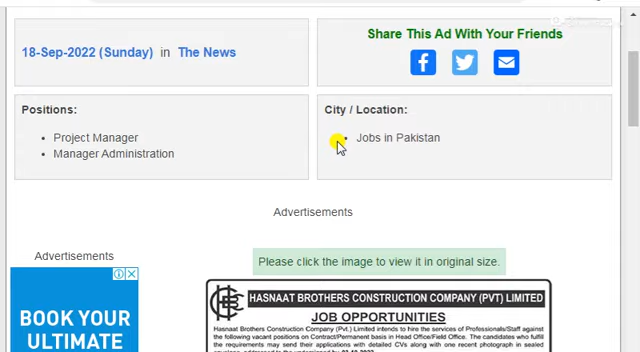 Share This Ad With Your Friends
18-Sep-2022 (Sunday) in The News
Positions:
Project Manager
Manager Administration
City / Location:
Jobs in Pakistan
Advertisements
Advertisements
Please click the image to view it in original size.
BOOK YOUR
ULTIMATE
HASNAAT BROTHERS CONSTRUCTION COMPANY (PVT) LIMITED
JOB OPPORTUNITIES
Hasnaat Brothers Construction Company (Pvt.) Limited intends to hire the services of Professionals/Staff against
the following vacant positions on Contract/Permanent basis in Head Office/Field Office. The candidates who fulfill
the requirements may send their applications with detailed CVs along with one recent photograph in sealed